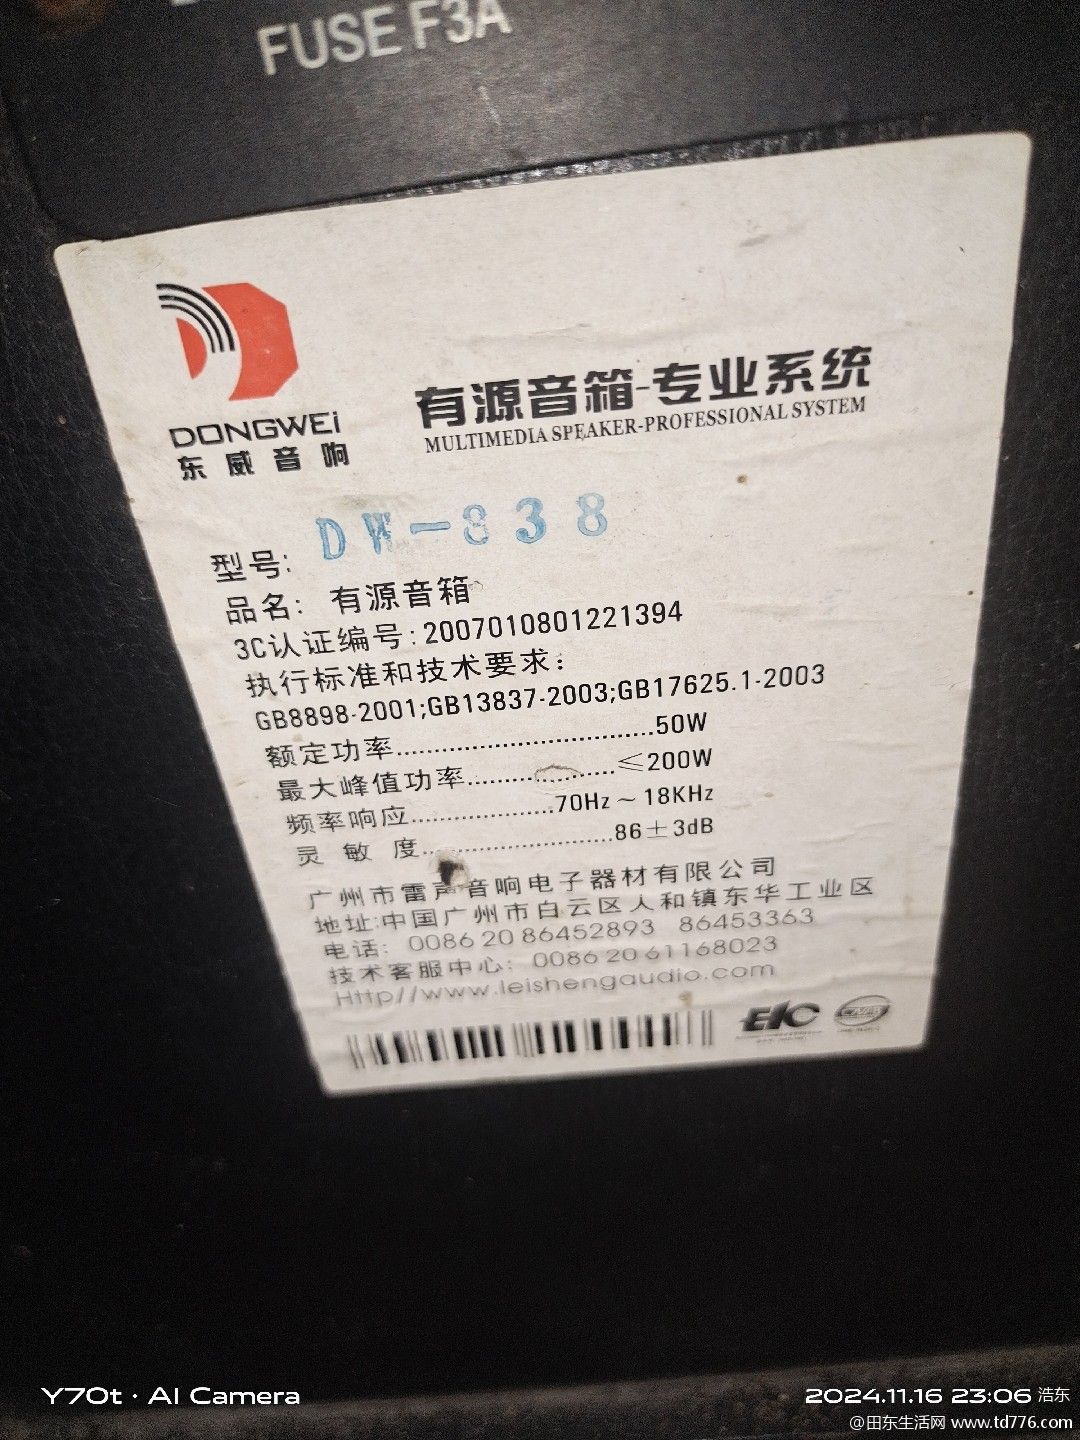 FUSE F3A
DONGWEi
东威音响
有源音箱-专业系统
MULTIMEDIA SPEAKER-PROFESSIONAL SYSTEM
型号: DW-838
品名: 有源音箱
3C认证编号:2007010801221394
执行标准和技术要求:
GB8898-2001;GB13837-2003;GB17625.1-2003
额定功率..................................50W
最大峰值功率....................≤200W
频率响应...................70Hz~18KHz
灵 敏 度..........................86±3dB
广州市雷声音响电子器材有限公司
地址:中国广州市白云区人和镇东华工业区
电话: 0086 20 86452893 86453363
技术客服中心: 0086 20 61168023
Http//www.leishengaudio.com
EIC
Y70t · AI Camera
2024.11.16 23:06 浩东
@田东生活网 www.td776.com